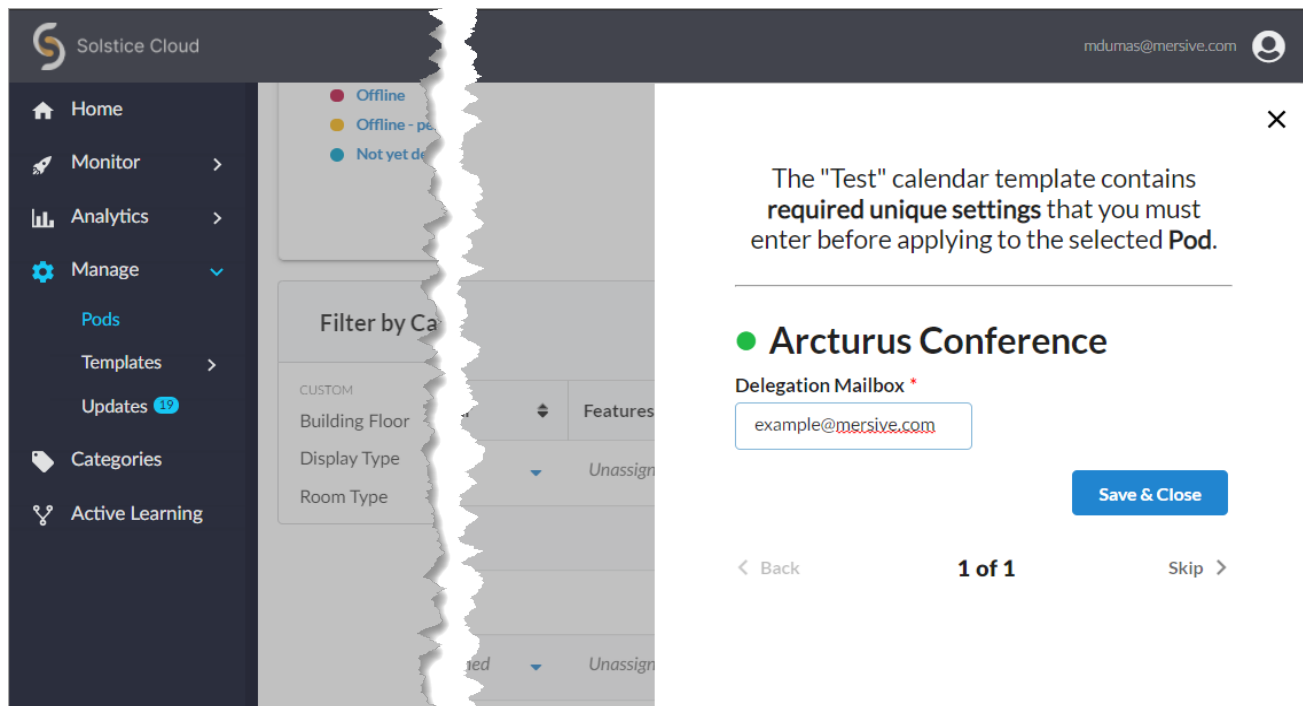 Solstice Cloud
mdumas@mersive.com
Home
Monitor
Analytics
Manage
Pods
Templates
Updates 19
Categories
Active Learning
Offline
Offline - pe
Not yet de
Filter by Ca
CUSTOM
Building Floor
Display Type
Room Type
Features
Unassign
ned
Unassign
The "Test" calendar template contains
required unique settings that you must
enter before applying to the selected Pod.
Arcturus Conference
Delegation Mailbox *
example@mersive.com
Save & Close
Back
1 of 1
Skip